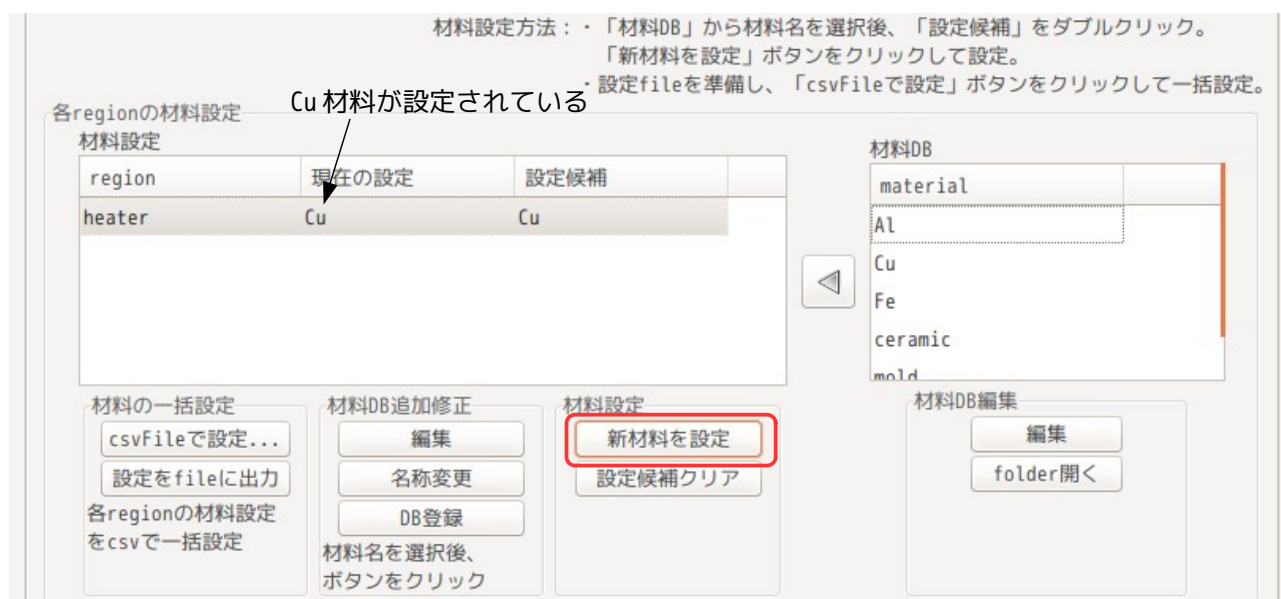 材料設定方法：・「材料DB」から材料名を選択後、「設定候補」をダブルクリック。
「新材料を設定」ボタンをクリックして設定。
・設定fileを準備し、「csvFileで設定」ボタンをクリックして一括設定。
Cu材料が設定されている
各regionの材料設定
材料設定
region 現在の設定 設定候補
heater Cu Cu
材料DB
material
Al
Cu
Fe
ceramic
mold
材料の一括設定
csvFileで設定...
設定をfileに出力
各regionの材料設定
をcsvで一括設定
材料DB追加修正
編集
名称変更
DB登録
材料名を選択後、
ボタンをクリック
材料設定
新材料を設定
設定候補クリア
材料DB編集
編集
folder開く